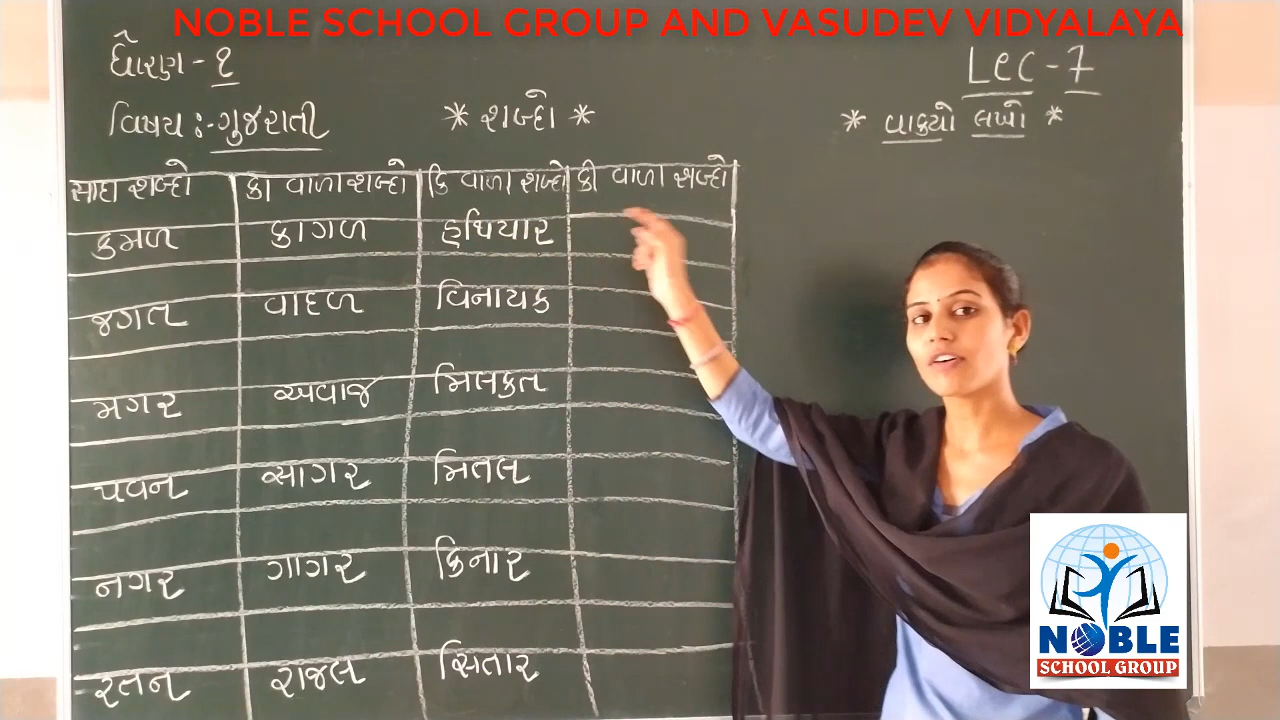 NOBLE SCHOOL GROUP AND VASUDEV VIDYALAYA
ધોરણ - ૧
Lec - 7
વિષય :- ગુજરાતી
* શબ્દો *
* વાક્યો લખો *
સાદા શબ્દો કા વાળા શબ્દો કિ વાળા શબ્દો કી વાળા શબ્દો
કમળ કાગળ હથિયાર
જગત વાદળ વિનાયક
મગર અવાજ મિલકત
પવન સાગર મિતલ
નગર ગાગર કિનાર
રતન રાજલ સિતાર
NOBLE
SCHOOL GROUP